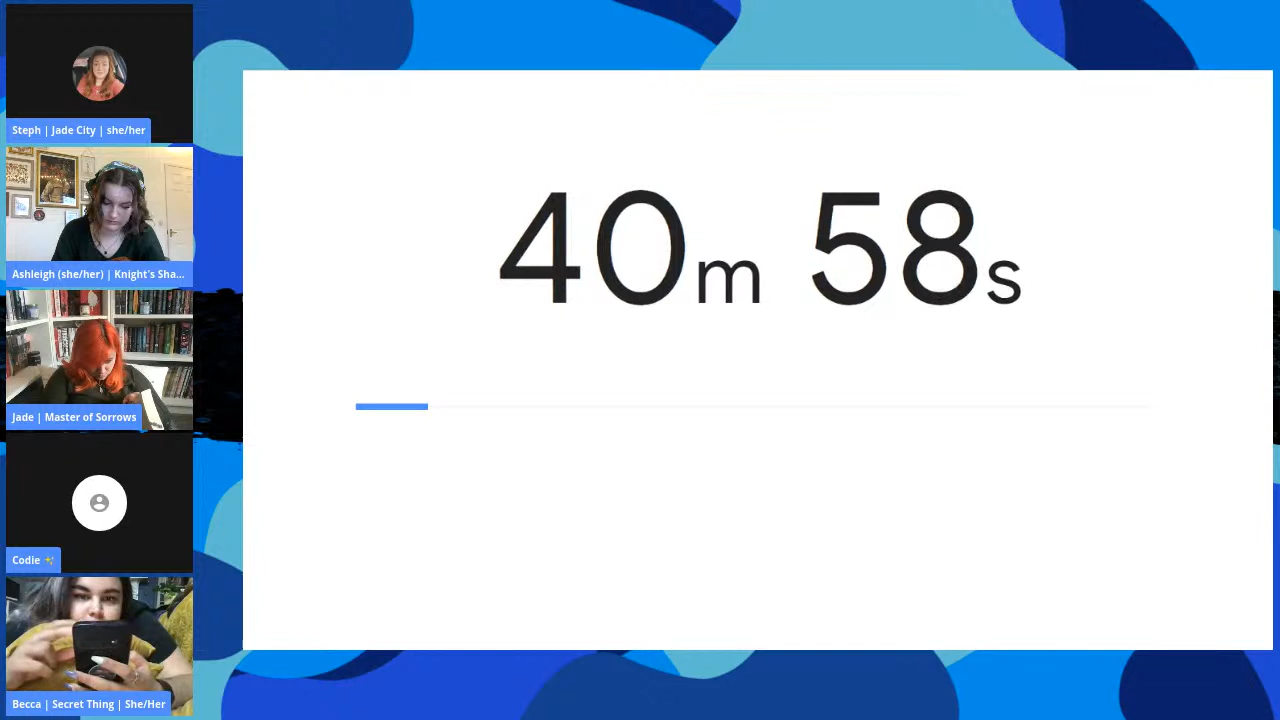 Steph | Jade City | she/her
Ashleigh (she/her) | Knight's Sha...
Jade | Master of Sorrows
Codie ✨
Becca | Secret Thing | She/Her
40m 58s